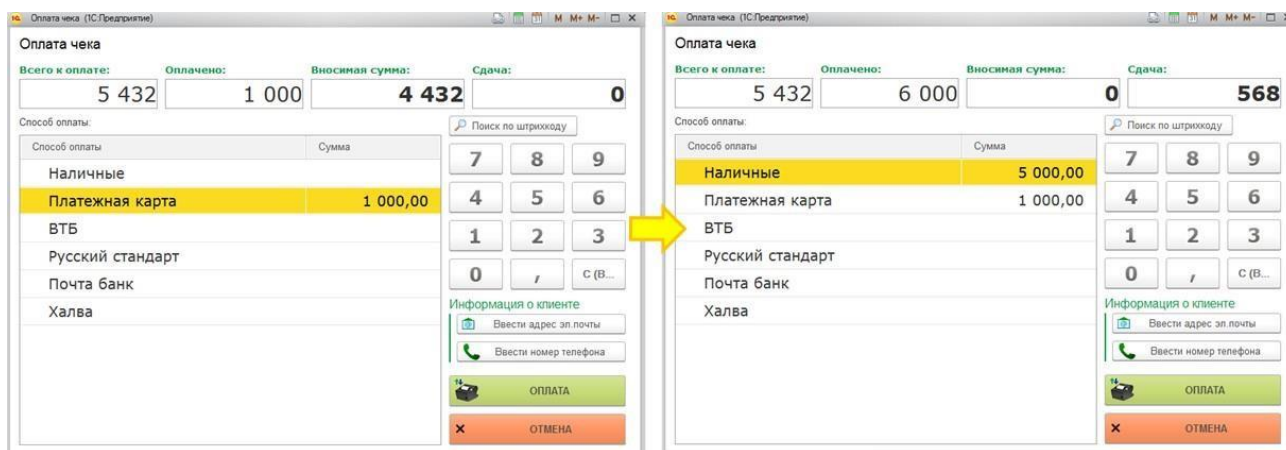 Оплата чека (1С:Предприятие) M M+ M-
Оплата чека
Всего к оплате: Оплачено: Вносимая сумма: Сдача:
5 432 1 000 4 432 0
Способ оплаты:
Поиск по штрихкоду
Способ оплаты Сумма
Наличные
Платежная карта 1 000,00
ВТБ
Русский стандарт
Почта банк
Халва
7 8 9
4 5 6
1 2 3
0 , С (В...
Информация о клиенте
Ввести адрес эл.почты
Ввести номер телефона
ОПЛАТА
ОТМЕНА
Оплата чека (1С:Предприятие) M M+ M-
Оплата чека
Всего к оплате: Оплачено: Вносимая сумма: Сдача:
5 432 6 000 0 568
Способ оплаты:
Поиск по штрихкоду
Способ оплаты Сумма
Наличные 5 000,00
Платежная карта 1 000,00
ВТБ
Русский стандарт
Почта банк
Халва
7 8 9
4 5 6
1 2 3
0 , С (В...
Информация о клиенте
Ввести адрес эл.почты
Ввести номер телефона
ОПЛАТА
ОТМЕНА